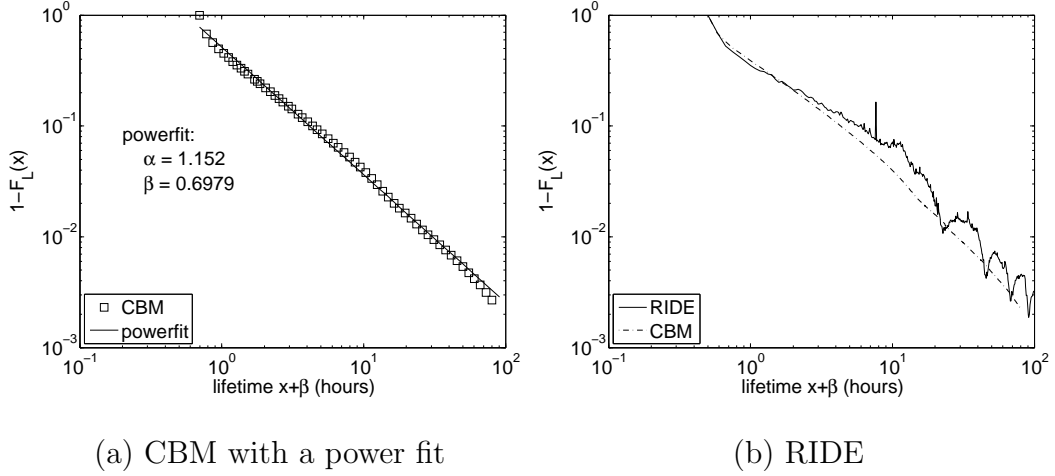 10^0
10^−1
10^−2
10^−3
10^−1
10^0
10^1
10^2
1−F_L(x)
lifetime x+β (hours)
powerfit:
α = 1.152
β = 0.6979
CBM
powerfit
(a) CBM with a power fit
10^0
10^−1
10^−2
10^−3
10^−1
10^0
10^1
10^2
1−F_L(x)
lifetime x+β (hours)
RIDE
CBM
(b) RIDE